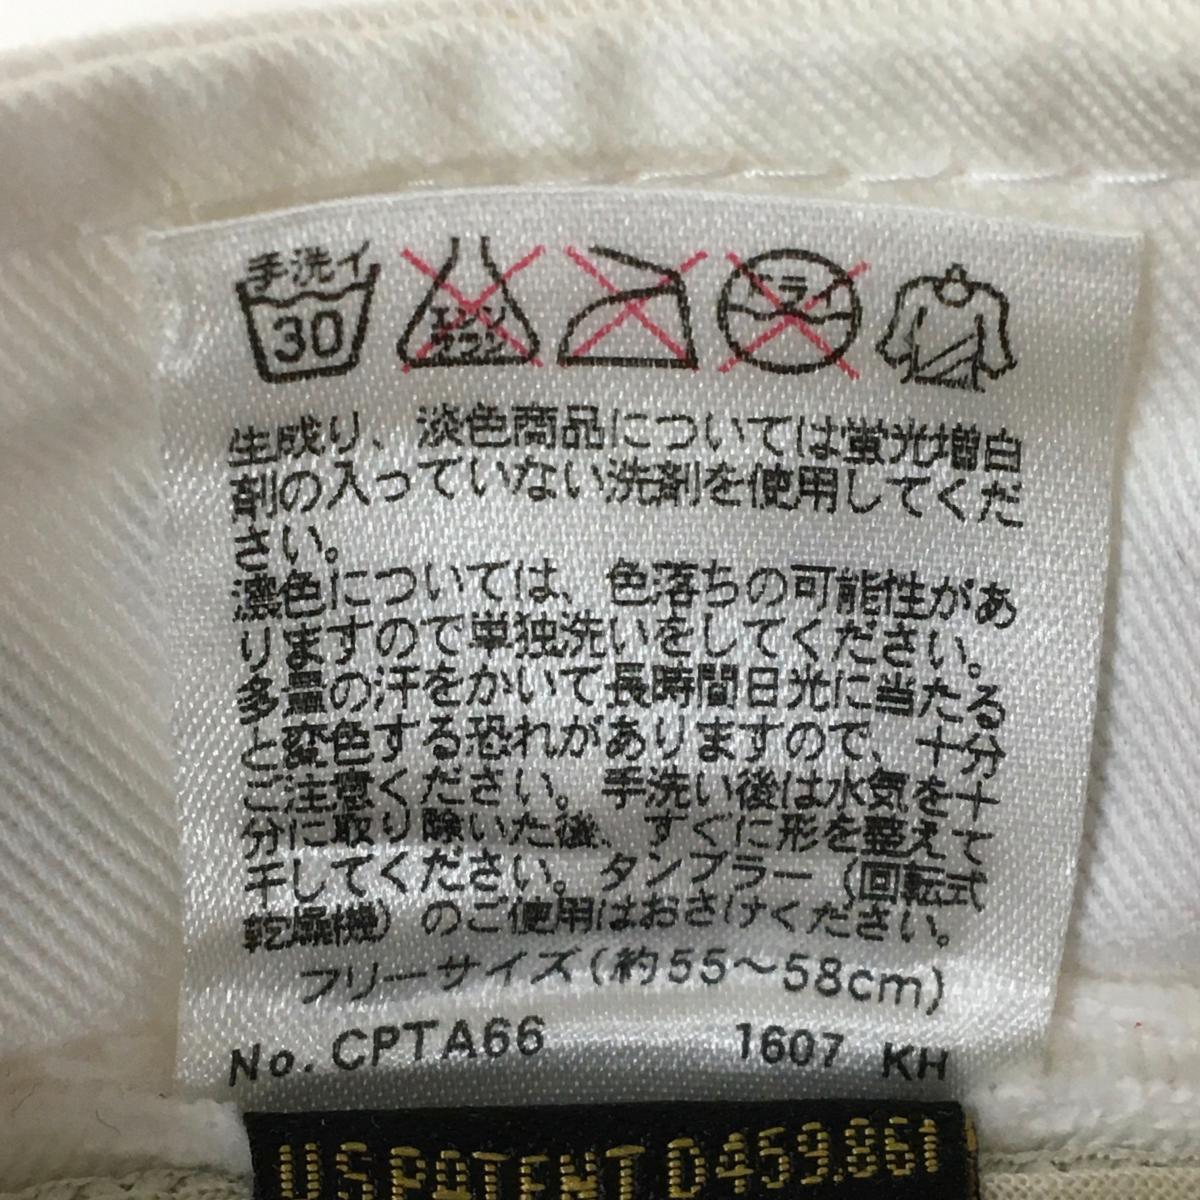 手洗イ
30
エンソ
サラシ
ドライ
生成り、淡色商品については蛍光増白
剤の入っていない洗剤を使用してくだ
さい。
濃色については、色落ちの可能性があ
りますので単独洗いをしてください。
多量の汗をかいて長時間日光に当たる
と変色する恐れがありますので、十分
ご注意ください。手洗い後は水気を十
分に取り除いた後、すぐに形を整えて
干してください。タンブラー（回転式
乾燥機）のご使用はおさけください。
フリーサイズ(約55～58cm)
No. CPTA66 1607 KH
US PATENT D459.861